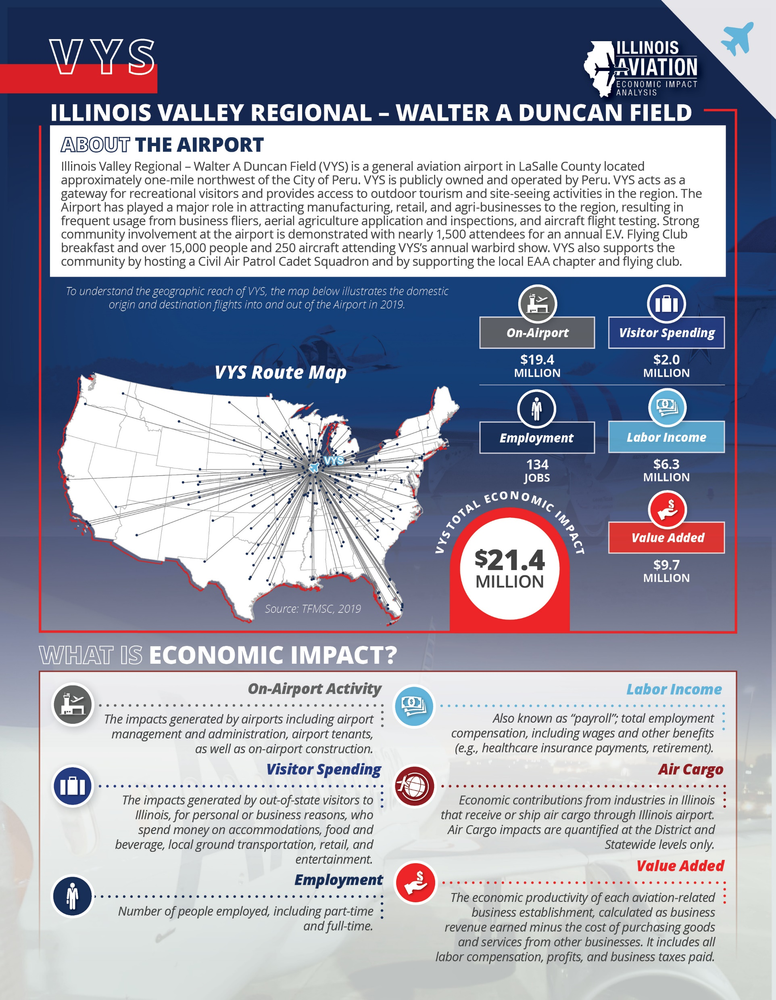 VYS
ILLINOIS
AVIATION
ECONOMIC IMPACT
ANALYSIS
ILLINOIS VALLEY REGIONAL – WALTER A DUNCAN FIELD
ABOUT THE AIRPORT
Illinois Valley Regional – Walter A Duncan Field (VYS) is a general aviation airport in LaSalle County located
approximately one-mile northwest of the City of Peru. VYS is publicly owned and operated by Peru. VYS acts as a
gateway for recreational visitors and provides access to outdoor tourism and site-seeing activities in the region. The
Airport has played a major role in attracting manufacturing, retail, and agri-businesses to the region, resulting in
frequent usage from business fliers, aerial agriculture application and inspections, and aircraft flight testing. Strong
community involvement at the airport is demonstrated with nearly 1,500 attendees for an annual E.V. Flying Club
breakfast and over 15,000 people and 250 aircraft attending VYS’s annual warbird show. VYS also supports the
community by hosting a Civil Air Patrol Cadet Squadron and by supporting the local EAA chapter and flying club.
To understand the geographic reach of VYS, the map below illustrates the domestic
origin and destination flights into and out of the Airport in 2019.
VYS Route Map
VYS
Source: TFMSC, 2019
On-Airport
$19.4
MILLION
Visitor Spending
$2.0
MILLION
Employment
134
JOBS
Labor Income
$6.3
MILLION
VYS TOTAL ECONOMIC IMPACT
$21.4
MILLION
Value Added
$9.7
MILLION
WHAT IS ECONOMIC IMPACT?
On-Airport Activity
The impacts generated by airports including airport
management and administration, airport tenants,
as well as on-airport construction.
Visitor Spending
The impacts generated by out-of-state visitors to
Illinois, for personal or business reasons, who
spend money on accommodations, food and
beverage, local ground transportation, retail, and
entertainment.
Employment
Number of people employed, including part-time
and full-time.
Labor Income
Also known as “payroll”; total employment
compensation, including wages and other benefits
(e.g., healthcare insurance payments, retirement).
Air Cargo
Economic contributions from industries in Illinois
that receive or ship air cargo through Illinois airport.
Air Cargo impacts are quantified at the District and
Statewide levels only.
Value Added
The economic productivity of each aviation-related
business establishment, calculated as business
revenue earned minus the cost of purchasing goods
and services from other businesses. It includes all
labor compensation, profits, and business taxes paid.